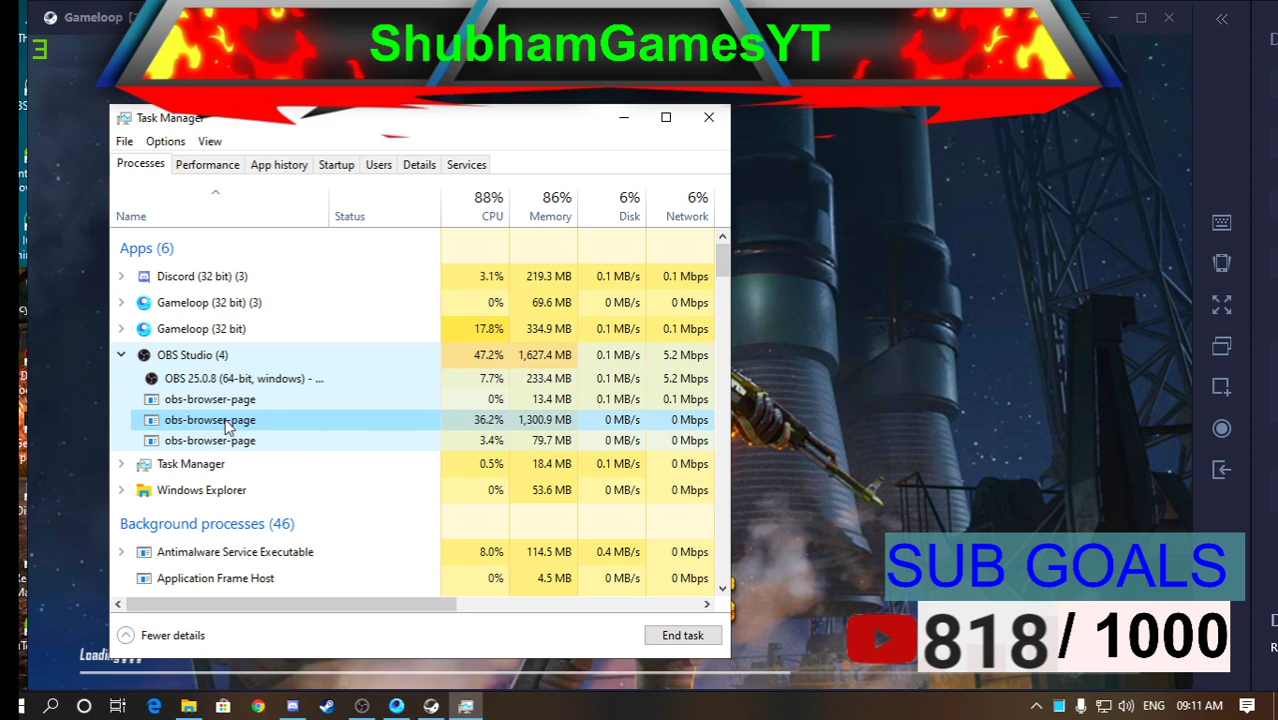 Gameloop [
3
ShubhamGamesYT
Task Manager
File Options View
Processes Performance App history Startup Users Details Services
88% 86% 6% 6%
Name Status CPU Memory Disk Network
Apps (6)
Discord (32 bit) (3) 3.1% 219.3 MB 0.1 MB/s 0.1 Mbps
Gameloop (32 bit) (3) 0% 69.6 MB 0.1 MB/s 0 Mbps
Gameloop (32 bit) 17.8% 334.9 MB 0.1 MB/s 0.1 Mbps
OBS Studio (4) 47.2% 1,627.4 MB 0.1 MB/s 5.2 Mbps
OBS 25.0.8 (64-bit, windows) - ... 7.7% 233.4 MB 0.1 MB/s 5.2 Mbps
obs-browser-page 0% 13.4 MB 0.1 MB/s 0.1 Mbps
obs-browser-page 36.2% 1,300.9 MB 0 MB/s 0 Mbps
obs-browser-page 3.4% 79.7 MB 0 MB/s 0 Mbps
Task Manager 0.5% 18.4 MB 0.1 MB/s 0 Mbps
Windows Explorer 0% 53.6 MB 0 MB/s 0 Mbps
Background processes (46)
Antimalware Service Executable 8.0% 114.5 MB 0.4 MB/s 0 Mbps
Application Frame Host 0% 4.5 MB 0 MB/s 0 Mbps
Fewer details End task
SUB GOALS
818 / 1000
ENG 09:11 AM